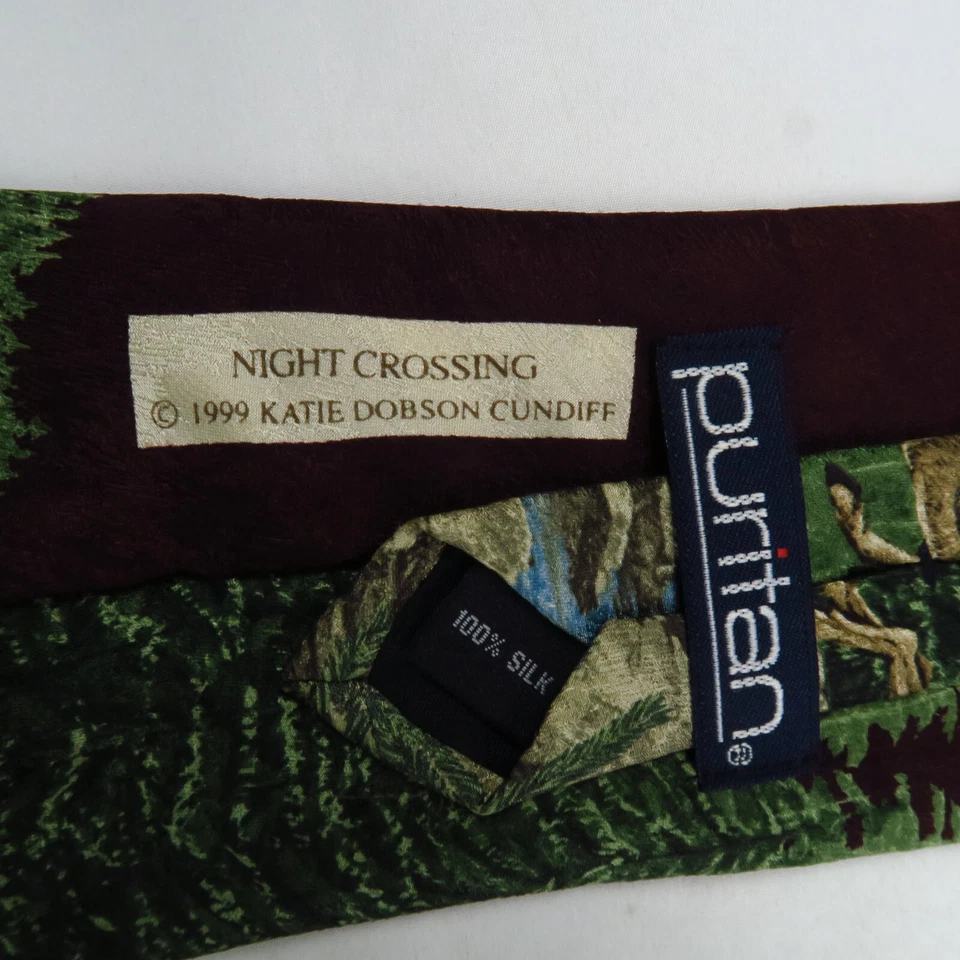 NIGHT CROSSING
© 1999 KATIE DOBSON CUNDIFF
puritan®
100% SILK